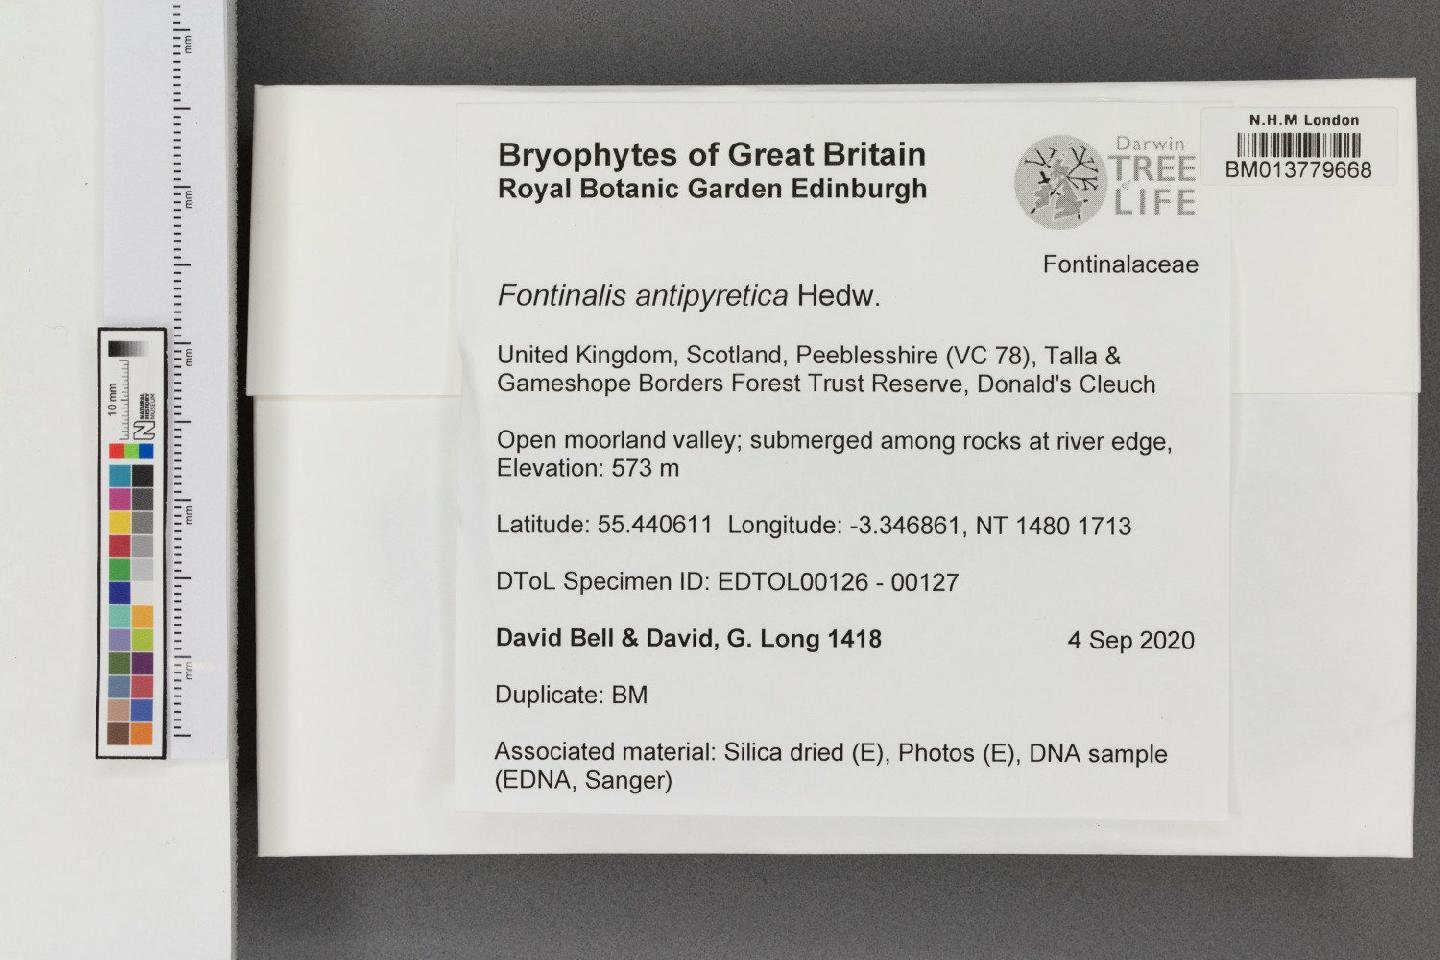 N.H.M London
BM013779668
Bryophytes of Great Britain
Royal Botanic Garden Edinburgh
Darwin
TREE
of
LIFE
Fontinalaceae
Fontinalis antipyretica Hedw.
United Kingdom, Scotland, Peeblesshire (VC 78), Talla &
Gameshope Borders Forest Trust Reserve, Donald's Cleuch
Open moorland valley; submerged among rocks at river edge,
Elevation: 573 m
Latitude: 55.440611 Longitude: -3.346861, NT 1480 1713
DToL Specimen ID: EDTOL00126 - 00127
David Bell & David, G. Long 1418 4 Sep 2020
Duplicate: BM
Associated material: Silica dried (E), Photos (E), DNA sample
(EDNA, Sanger)
mm
mm
mm
mm
mm
10 mm
NATURAL
HISTORY
MUSEUM